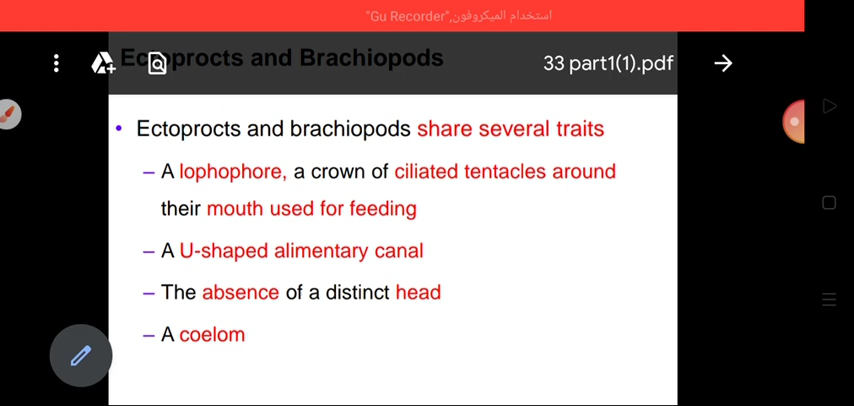 استخدام الميكروفون,"Gu Recorder"
Ectoprocts and Brachiopods
33 part1(1).pdf
• Ectoprocts and brachiopods share several traits
– A lophophore, a crown of ciliated tentacles around
their mouth used for feeding
– A U-shaped alimentary canal
– The absence of a distinct head
– A coelom